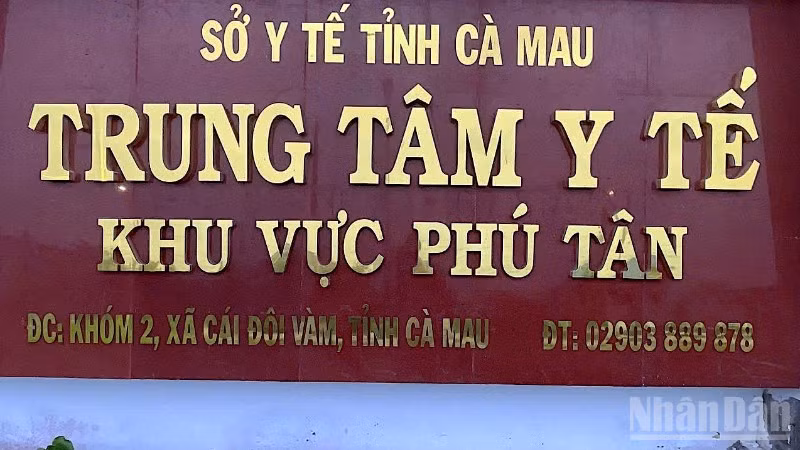 SỞ Y TẾ TỈNH CÀ MAU
TRUNG TÂM Y TẾ
KHU VỰC PHÚ TÂN
ĐC: KHÓM 2, XÃ CÁI ĐÔI VÀM, TỈNH CÀ MAU ĐT: 02903 889 878
NhânDân